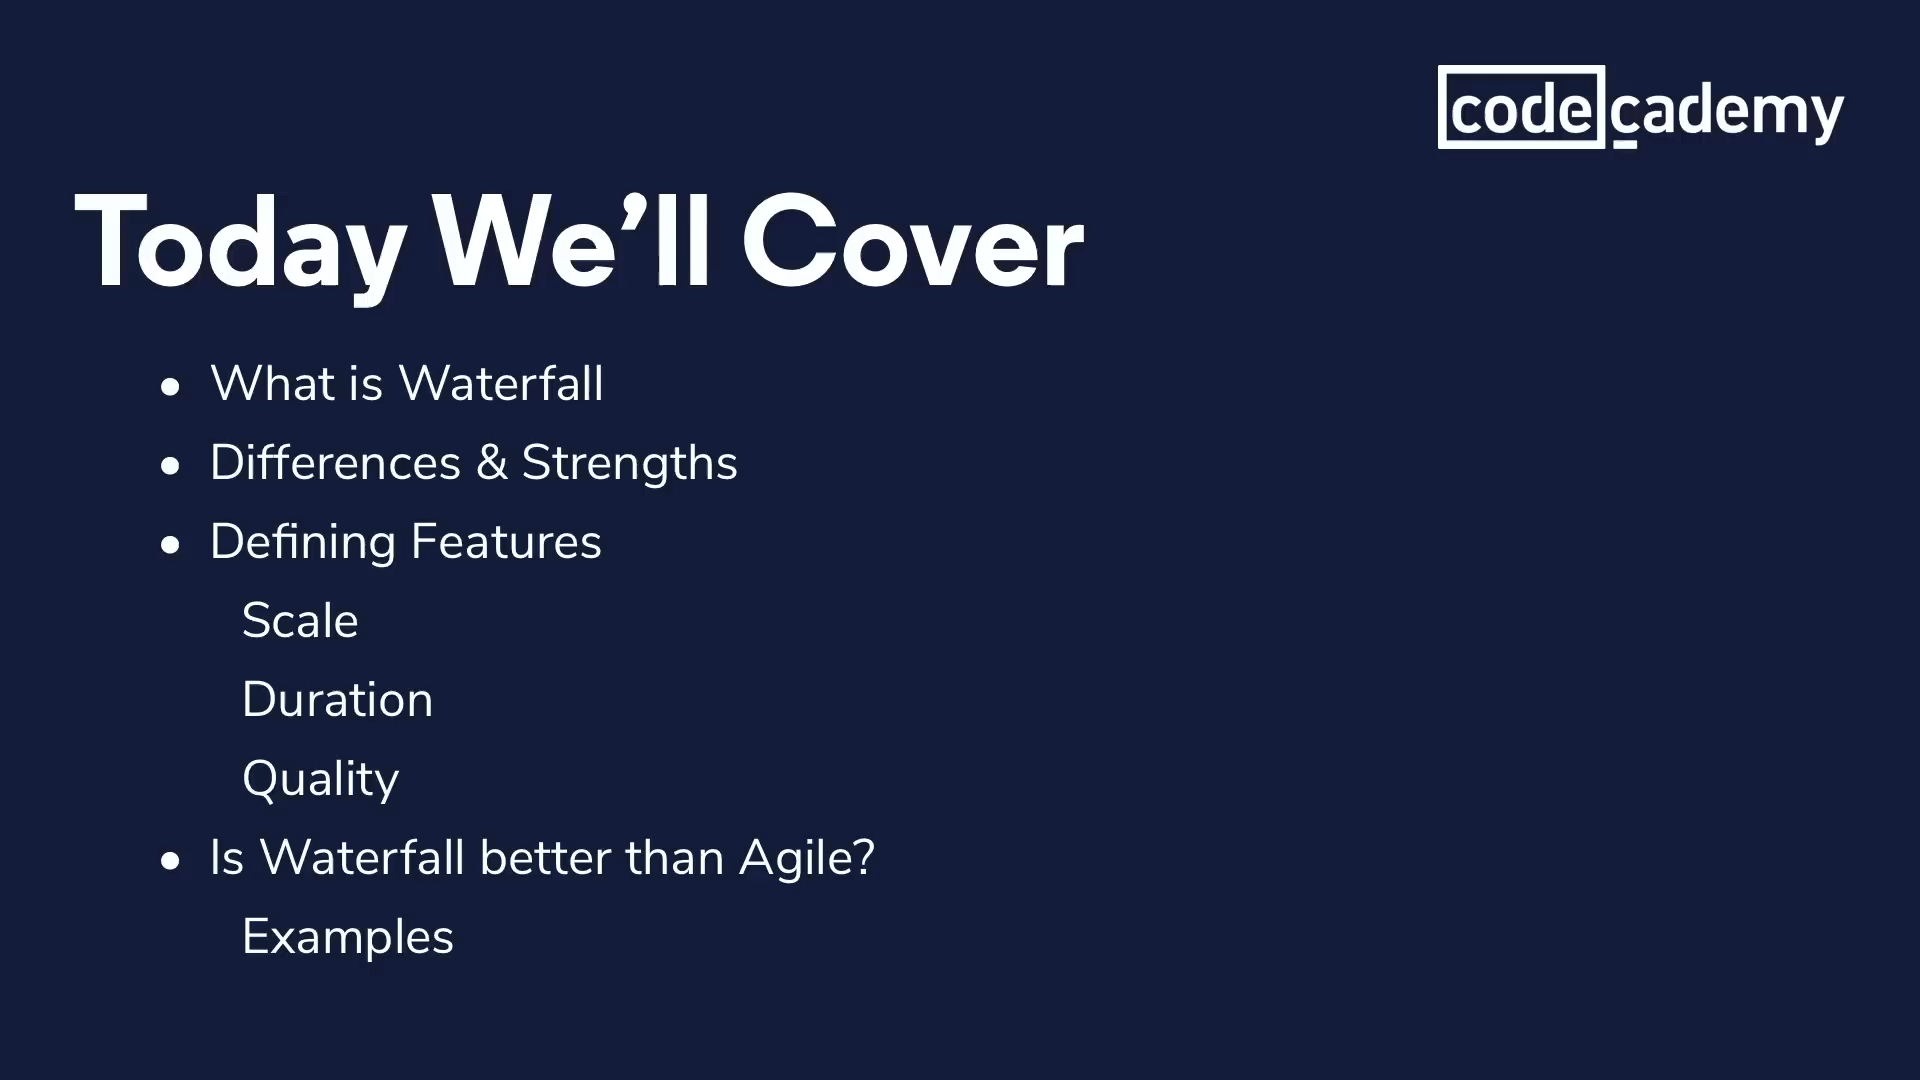 codecademy
Today We’ll Cover
• What is Waterfall
• Differences & Strengths
• Defining Features
Scale
Duration
Quality
• Is Waterfall better than Agile?
Examples